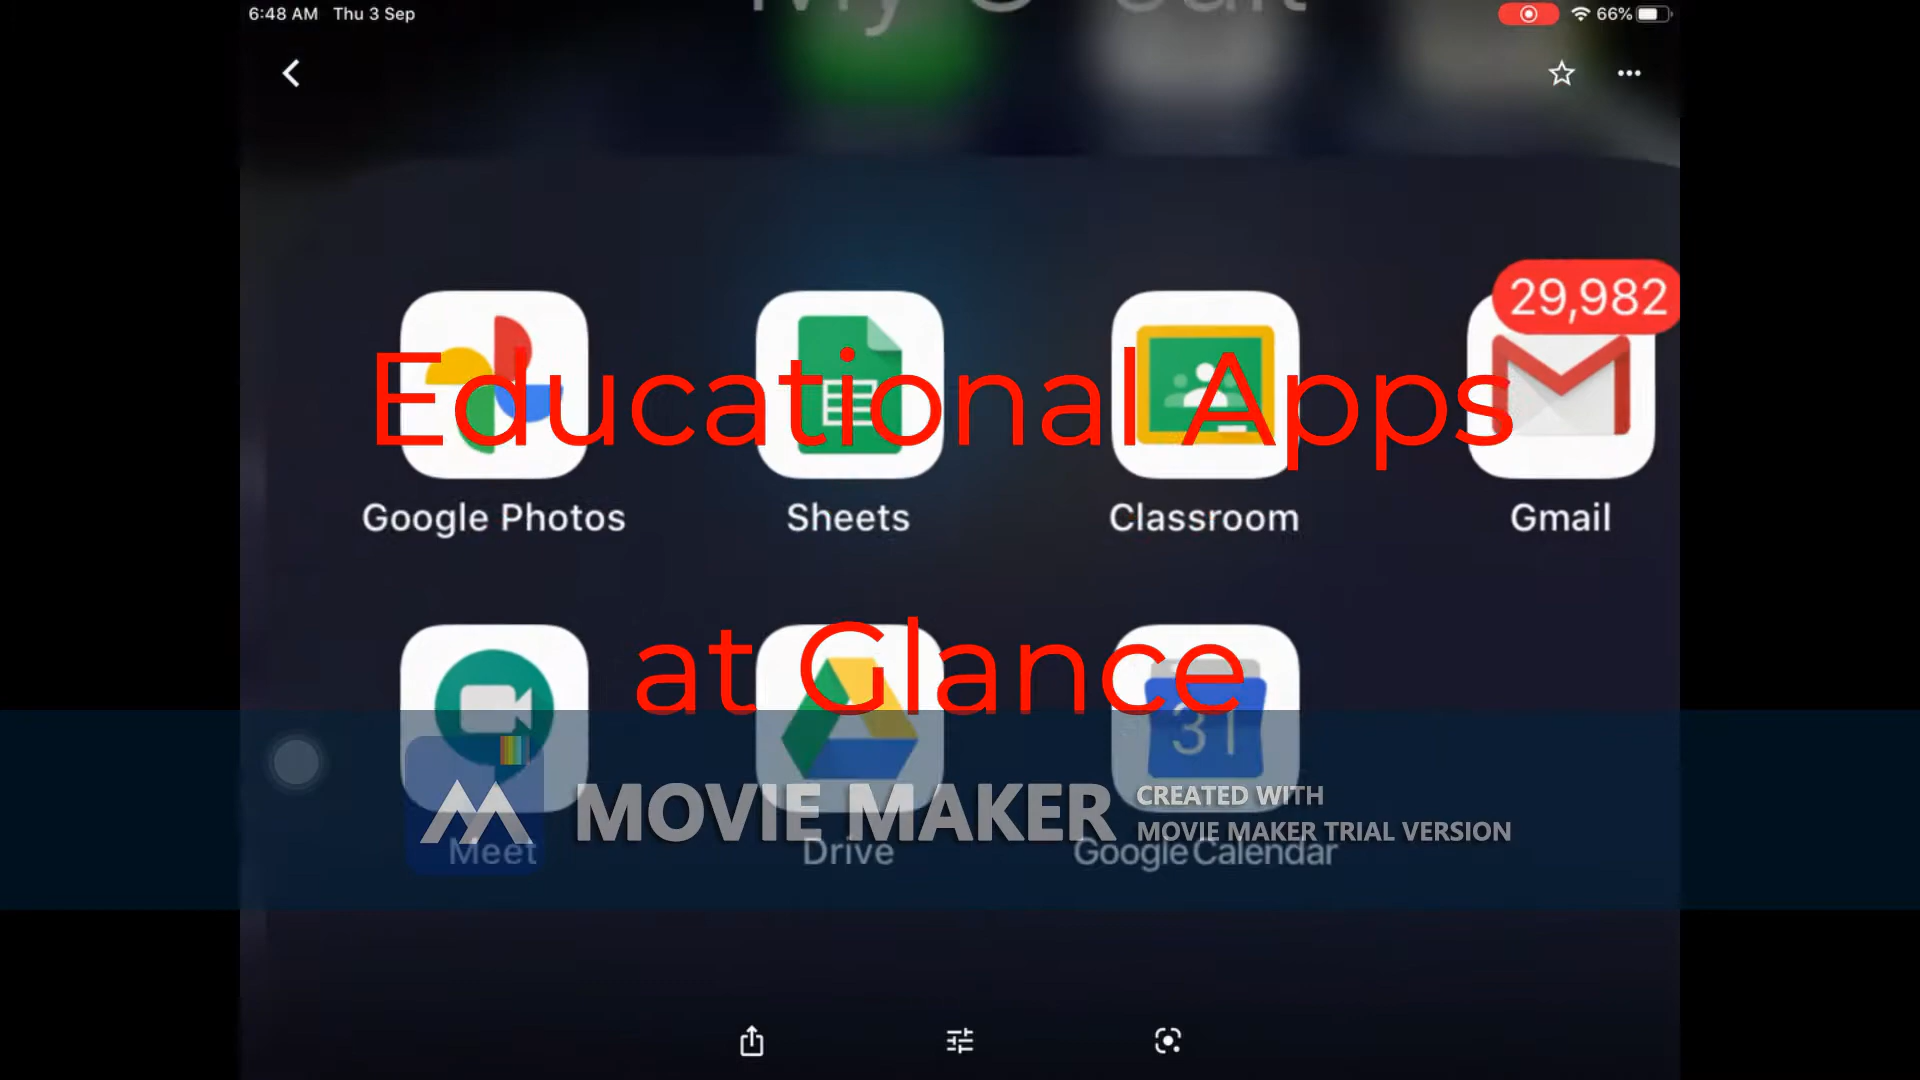 6:48 AM Thu 3 Sep
66%
29,982
Educational Apps
Google Photos
Sheets
Classroom
Gmail
at Glance
31
MOVIE MAKER
CREATED WITH
MOVIE MAKER TRIAL VERSION
Meet
Drive
Google Calendar